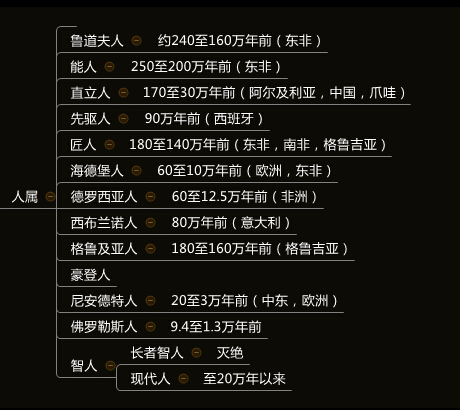 鲁道夫人 约240至160万年前（东非）
能人 250至200万年前（东非）
直立人 170至30万年前（阿尔及利亚，中国，爪哇）
先驱人 90万年前（西班牙）
匠人 180至140万年前（东非，南非，格鲁吉亚）
海德堡人 60至10万年前（欧洲，东非）
人属
德罗西亚人 60至12.5万年前（非洲）
西布兰诺人 80万年前（意大利）
格鲁及亚人 180至160万年前（格鲁吉亚）
豪登人
尼安德特人 20至3万年前（中东，欧洲）
佛罗勒斯人 9.4至1.3万年前
智人
长者智人 灭绝
现代人 至20万年以来